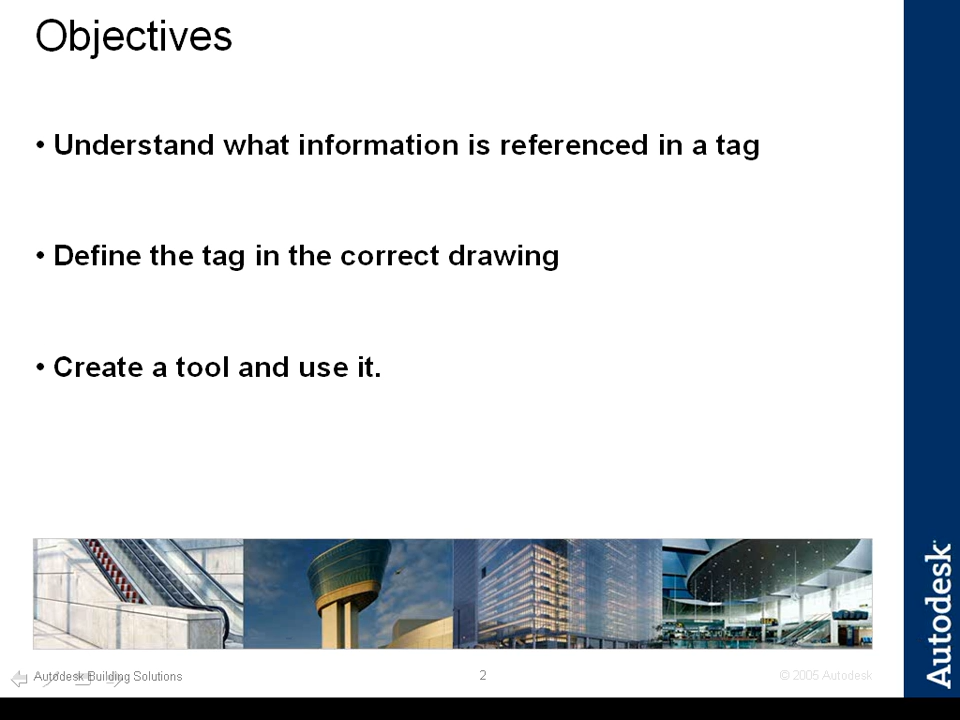 Objectives
• Understand what information is referenced in a tag
• Define the tag in the correct drawing
• Create a tool and use it.
Autodesk Building Solutions
2
© 2005 Autodesk
Autodesk